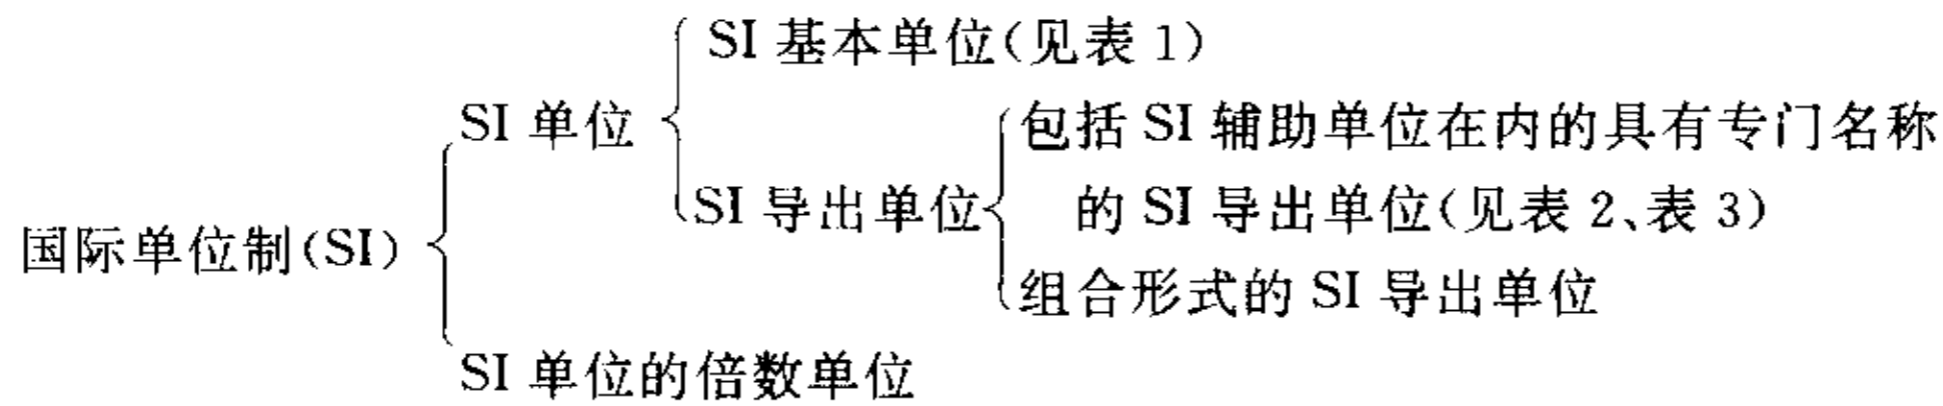 SI 基本单位(见表 1)
SI 单位
包括 SI 辅助单位在内的具有专门名称
SI 导出单位
的 SI 导出单位(见表 2、表 3)
国际单位制(SI)
组合形式的 SI 导出单位
SI 单位的倍数单位